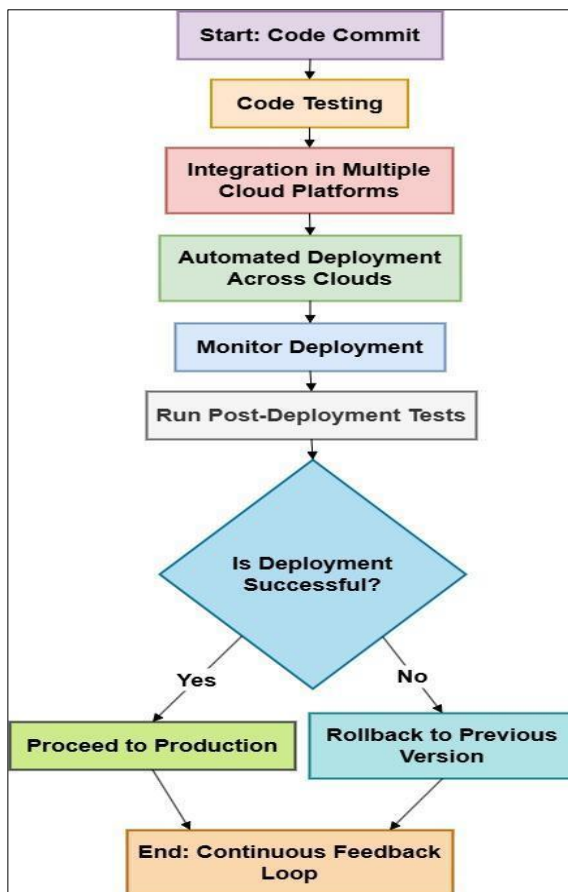 Start: Code Commit
Code Testing
Integration in Multiple
Cloud Platforms
Automated Deployment
Across Clouds
Monitor Deployment
Run Post-Deployment Tests
Is Deployment
Successful?
Yes
No
Proceed to Production
Rollback to Previous
Version
End: Continuous Feedback
Loop